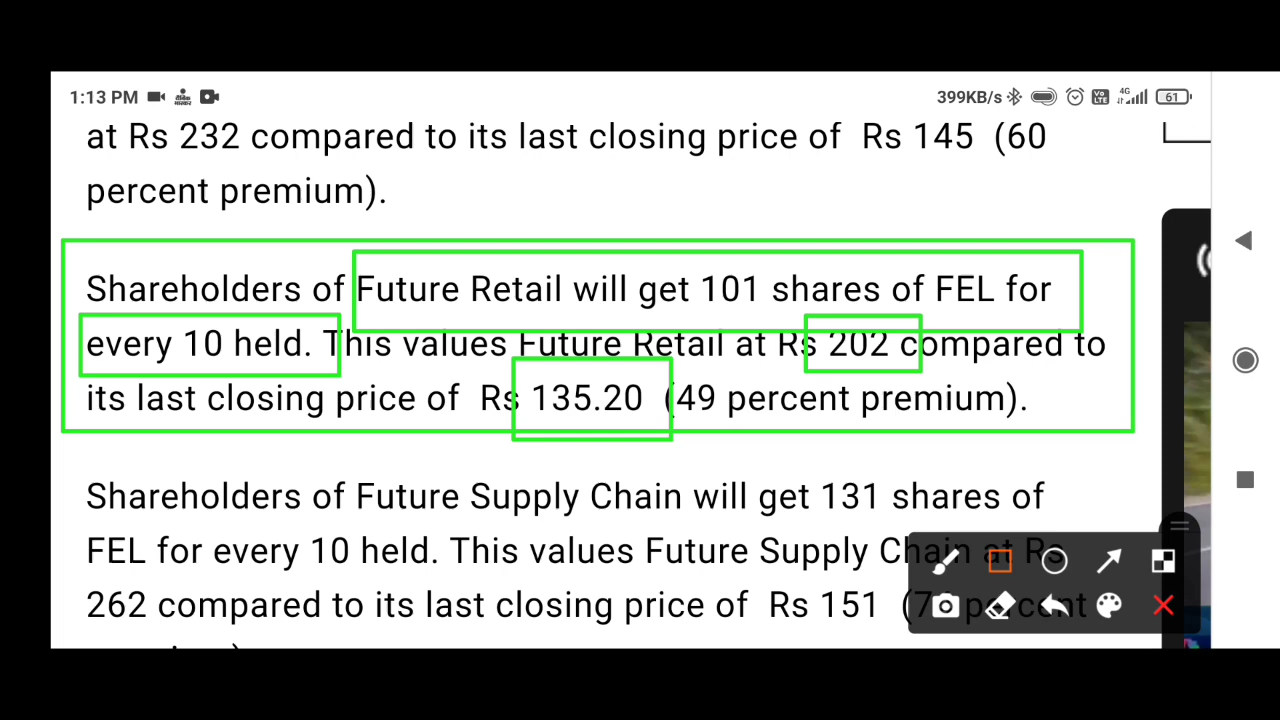 1:13 PM
399KB/s 4G 61
Vo
LTE
at Rs 232 compared to its last closing price of Rs 145 (60
percent premium).
Shareholders of Future Retail will get 101 shares of FEL for
every 10 held. This values Future Retail at Rs 202 compared to
its last closing price of Rs 135.20 (49 percent premium).
Shareholders of Future Supply Chain will get 131 shares of
FEL for every 10 held. This values Future Supply Chain at Rs
262 compared to its last closing price of Rs 151 percent